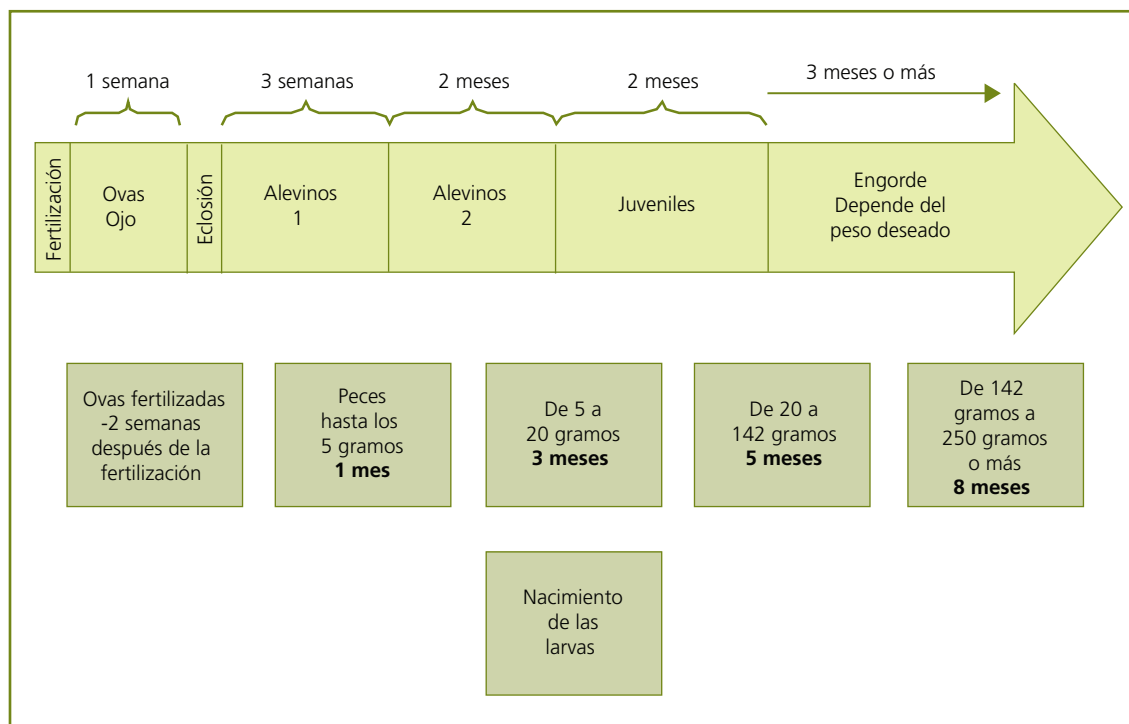 1 semana
3 semanas
2 meses
2 meses
3 meses o más
Fertilización
Ovas
Ojo
Eclosión
Alevinos
1
Alevinos
2
Juveniles
Engorde
Depende del
peso deseado
Ovas fertilizadas
-2 semanas
después de la
fertilización
Peces
hasta los
5 gramos
1 mes
De 5 a
20 gramos
3 meses
De 20 a
142 gramos
5 meses
De 142
gramos a
250 gramos
o más
8 meses
Nacimiento
de las
larvas